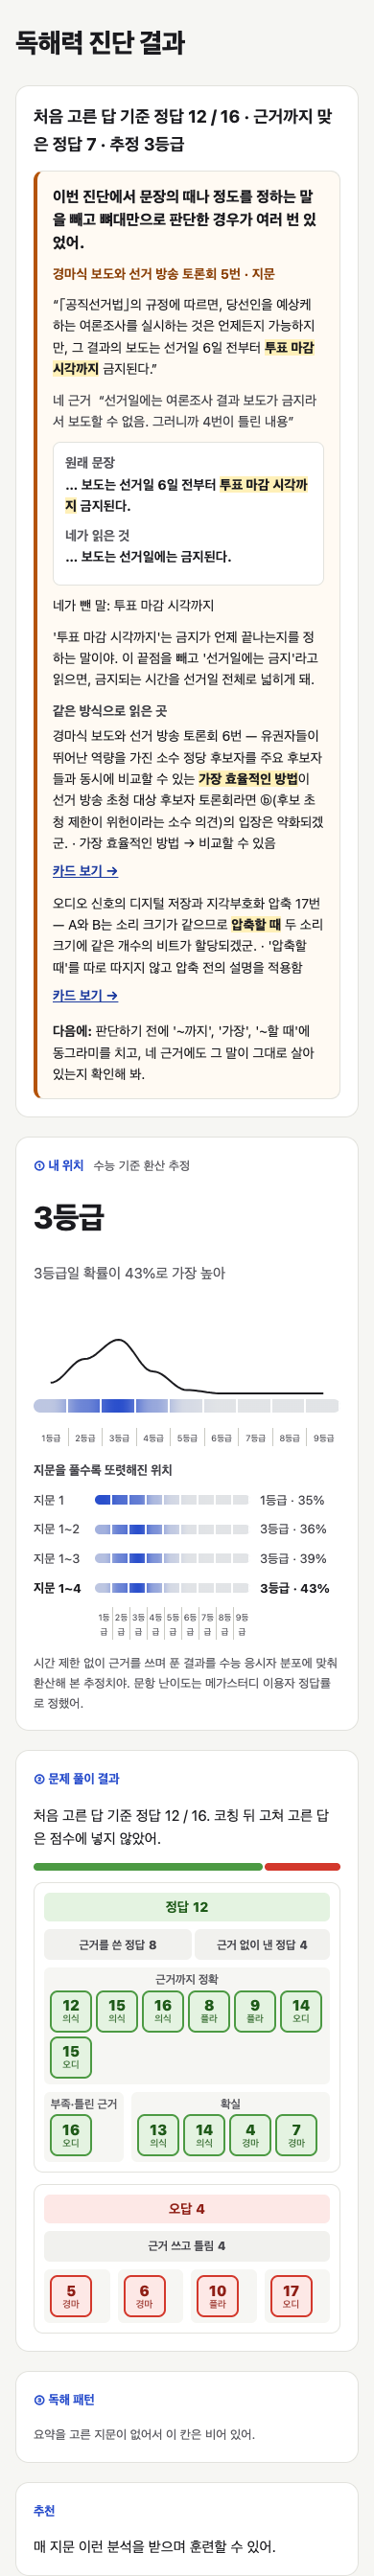 독해력 진단 결과
처음 고른 답 기준 정답 12 / 16 · 근거까지 맞
은 정답 7 · 추정 3등급
이번 진단에서 문장의 때나 정도를 정하는 말
을 빼고 뼈대만으로 판단한 경우가 여러 번 있
었어.
경마식 보도와 선거 방송 토론회 5번 · 지문
“「공직선거법」의 규정에 따르면, 당선인을 예상케
하는 여론조사를 실시하는 것은 언제든지 가능하지
만, 그 결과의 보도는 선거일 6일 전부터 투표 마감
시각까지 금지된다.”
네 근거 “선거일에는 여론조사 결과 보도가 금지라
서 보도할 수 없음. 그러니까 4번이 틀린 내용”
원래 문장
... 보도는 선거일 6일 전부터 투표 마감 시각까
지 금지된다.
네가 읽은 것
... 보도는 선거일에는 금지된다.
네가 뺀 말: 투표 마감 시각까지
'투표 마감 시각까지'는 금지가 언제 끝나는지를 정
하는 말이야. 이 끝점을 빼고 '선거일에는 금지'라고
읽으면, 금지되는 시간을 선거일 전체로 넓히게 돼.
같은 방식으로 읽은 곳
경마식 보도와 선거 방송 토론회 6번 — 유권자들이
뛰어난 역량을 가진 소수 정당 후보자를 주요 후보자
들과 동시에 비교할 수 있는 가장 효율적인 방법이
선거 방송 초청 대상 후보자 토론회라면 ⓑ(후보 초
청 제한이 위헌이라는 소수 의견)의 입장은 약화되겠
군. · 가장 효율적인 방법 → 비교할 수 있음
카드 보기 →
오디오 신호의 디지털 저장과 지각부호화 압축 17번
— A와 B는 소리 크기가 같으므로 압축할 때 두 소리
크기에 같은 개수의 비트가 할당되겠군. · '압축할
때'를 따로 따지지 않고 압축 전의 설명을 적용함
카드 보기 →
다음에: 판단하기 전에 '~까지', '가장', '~할 때'에
동그라미를 치고, 네 근거에도 그 말이 그대로 살아
있는지 확인해 봐.
① 내 위치 수능 기준 환산 추정
3등급
3등급일 확률이 43%로 가장 높아
1등급 2등급 3등급 4등급 5등급 6등급 7등급 8등급 9등급
지문을 풀수록 또렷해진 위치
지문 1 1등급 · 35%
지문 1~2 3등급 · 36%
지문 1~3 3등급 · 39%
지문 1~4 3등급 · 43%
1등 2등 3등 4등 5등 6등 7등 8등 9등
급 급 급 급 급 급 급 급 급
시간 제한 없이 근거를 쓰며 푼 결과를 수능 응시자 분포에 맞춰
환산해 본 추정치야. 문항 난이도는 메가스터디 이용자 정답률
로 정했어.
② 문제 풀이 결과
처음 고른 답 기준 정답 12 / 16. 코칭 뒤 고쳐 고른 답
은 점수에 넣지 않았어.
정답 12
근거를 쓴 정답 8 근거 없이 낸 정답 4
근거까지 정확
12 15 16 8 9 14
의식 의식 의식 플라 플라 오디
15
오디
부족·틀린 근거 확실
16 13 14 4 7
오디 의식 의식 경마 경마
오답 4
근거 쓰고 틀림 4
5 6 10 17
경마 경마 플라 오디
③ 독해 패턴
요약을 고른 지문이 없어서 이 칸은 비어 있어.
추천
매 지문 이런 분석을 받으며 훈련할 수 있어.